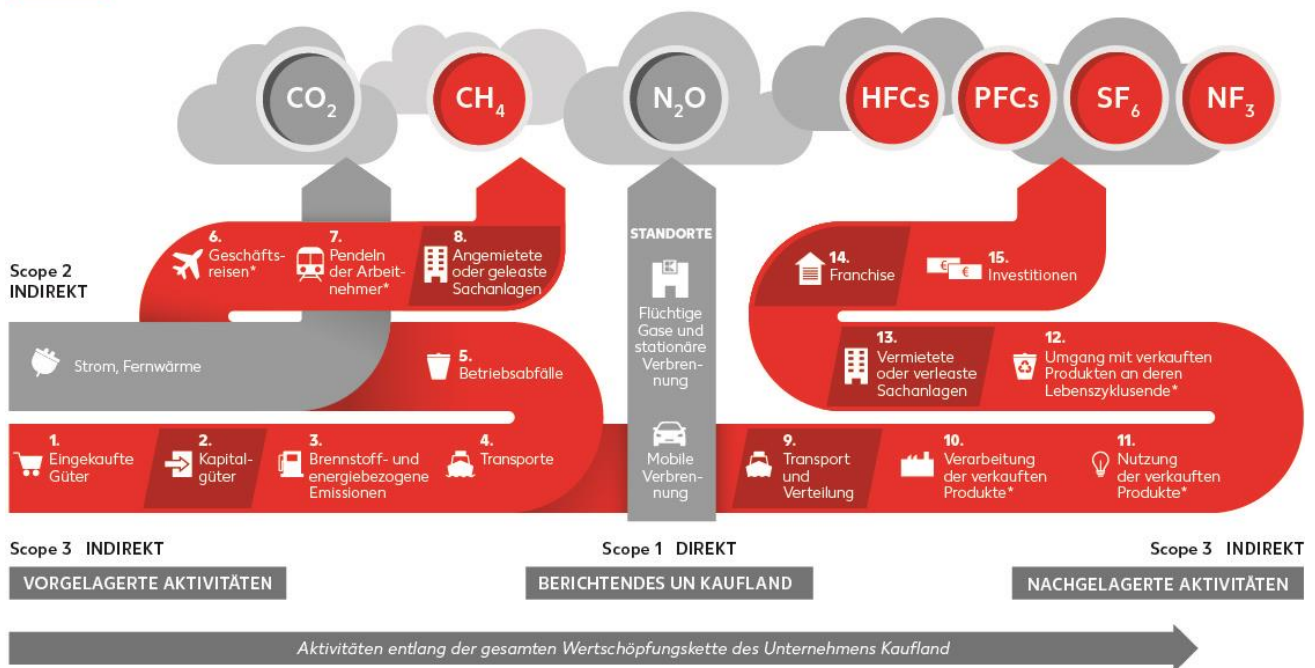 CO₂
CH₄
N₂O
HFCs
PFCs
SF₆
NF₃
Scope 2
INDIREKT
6.
Geschäfts-
reisen*
7.
Pendeln
der Arbeit-
nehmer*
8.
Angemietete
oder geleaste
Sachanlagen
Strom, Fernwärme
5.
Betriebsabfälle
1.
Eingekaufte
Güter
2.
Kapital-
güter
3.
Brennstoff- und
energiebezogene
Emissionen
4.
Transporte
STANDORTE
Flüchtige
Gase und
stationäre
Verbren-
nung
Mobile
Verbren-
nung
14.
Franchise
15.
Investitionen
13.
Vermietete
oder verleaste
Sachanlagen
12.
Umgang mit verkauften
Produkten an deren
Lebenszyklusende*
9.
Transport
und
Verteilung
10.
Verarbeitung
der verkauften
Produkte*
11.
Nutzung
der verkauften
Produkte*
Scope 3 INDIREKT
VORGELAGERTE AKTIVITÄTEN
Scope 1 DIREKT
BERICHTENDES UN KAUFLAND
Scope 3 INDIREKT
NACHGELAGERTE AKTIVITÄTEN
Aktivitäten entlang der gesamten Wertschöpfungskette des Unternehmens Kaufland